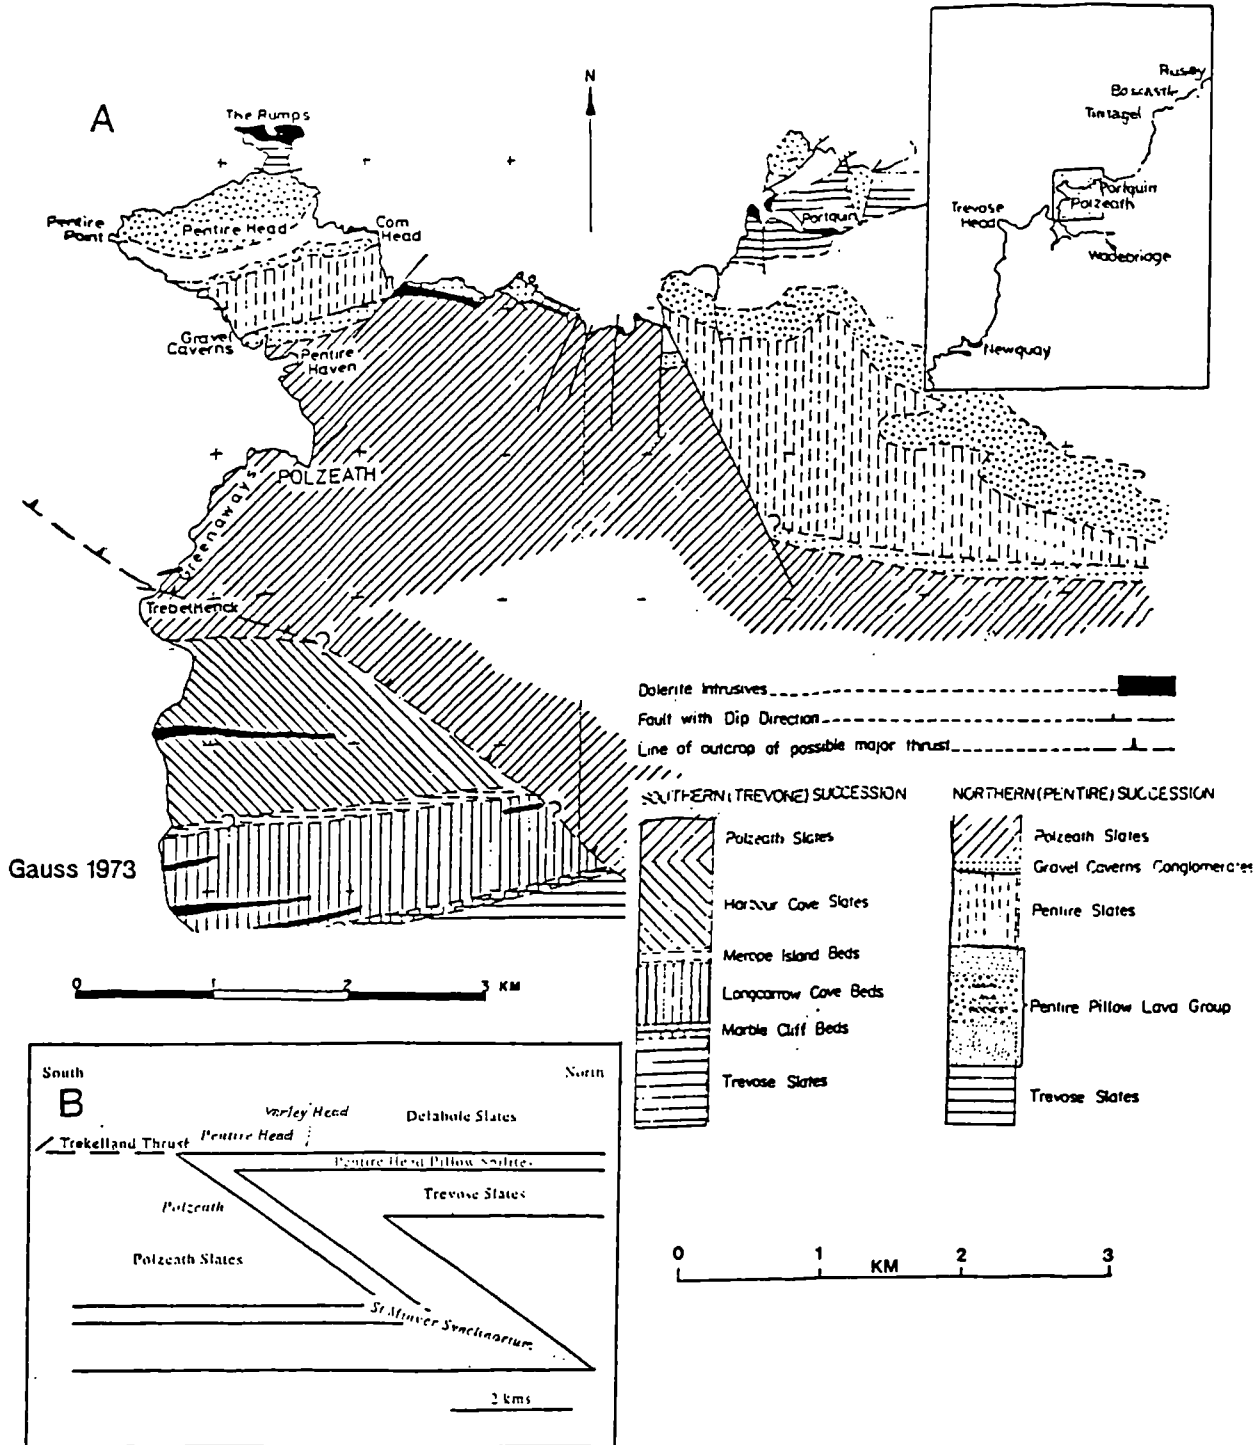 A
N
The Rumps
Pentire
Point
Pentire Head
Com
Head
Gravel
Caverns
Pentire
Haven
POLZEATH
Greenaways
Trebetherick
?
?
?
?
Portquin
Rusey
Boscastle
Tintagel
Portquin
Polzeath
Trevose
Head
Wadebridge
Newquay
Gauss 1973
0 1 2 3 KM
Dolerite Intrusives
Fault with Dip Direction
Line of outcrop of possible major thrust
SOUTHERN (TREVONE) SUCCESSION
Polzeath Slates
Harbour Cove Slates
Merope Island Beds
Longcarrow Cove Beds
Marble Cliff Beds
Trevose Slates
NORTHERN (PENTIRE) SUCCESSION
Polzeath Slates
Gravel Caverns Conglomerates
Pentire Slates
Pentire Pillow Lava Group
Trevose Slates
South
North
B
Varley Head
Delabole Slates
Pentire Head
Trekelland Thrust
Pentire Head Pillow Spilites
Trevose Slates
Polzeath
Polzeath Slates
St Minver Synclinorium
2 kms
0 1 2 3
KM